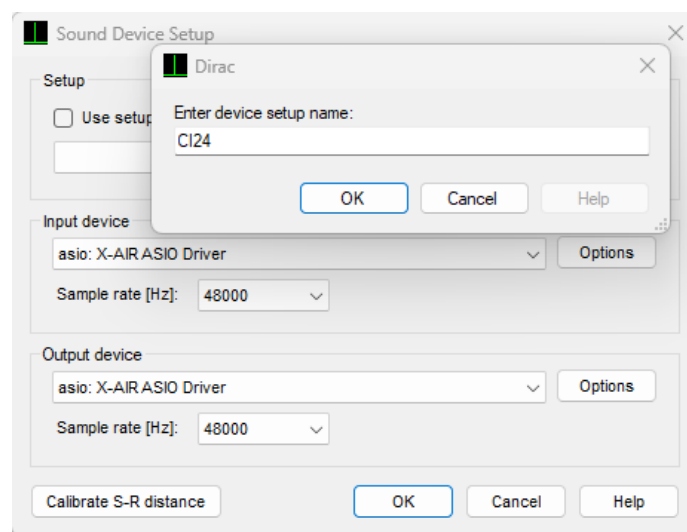 Sound Device Setup
Dirac
Setup
Use setup
Enter device setup name:
CI24
OK Cancel Help
Input device
asio: X-AIR ASIO Driver Options
Sample rate [Hz]: 48000
Output device
asio: X-AIR ASIO Driver Options
Sample rate [Hz]: 48000
Calibrate S-R distance OK Cancel Help